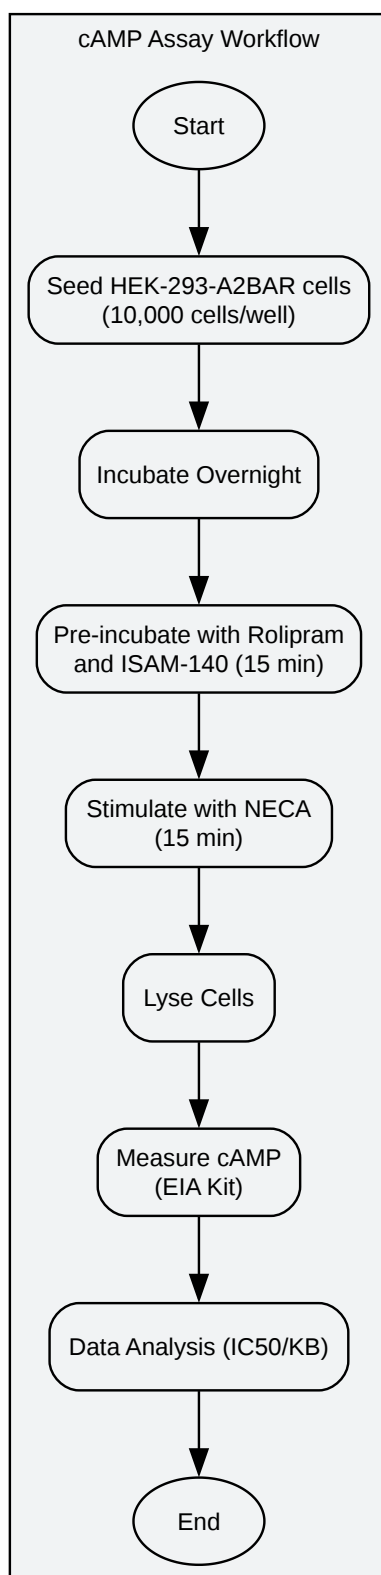 cAMP Assay Workflow
Start
Seed HEK-293-A2BAR cells
(10,000 cells/well)
Incubate Overnight
Pre-incubate with Rolipram
and ISAM-140 (15 min)
Stimulate with NECA
(15 min)
Lyse Cells
Measure cAMP
(EIA Kit)
Data Analysis (IC50/KB)
End